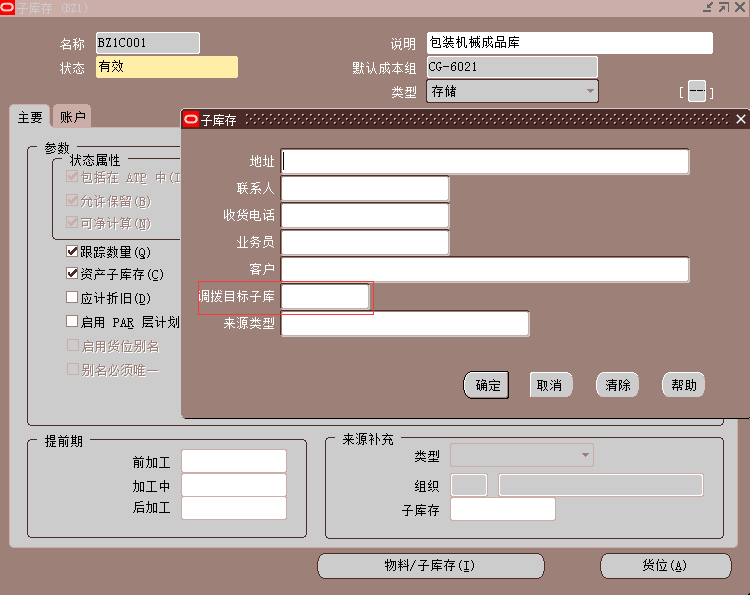 子库存 (BZ1)
名称 BZ1C001 说明 包装机械成品库
状态 有效 默认成本组 CG-6021
类型 存储 [ -- ]
主要 账户
子库存
参数
状态属性
包括在 ATP 中(I
允许保留(B)
可净计算(N)
跟踪数量(Q)
资产子库存(C)
应计折旧(D)
启用 PAR 层计划
启用货位别名
别名必须唯一
地址
联系人
收货电话
业务员
客户
调拨目标子库
来源类型
确定 取消 清除 帮助
提前期
前加工
加工中
后加工
来源补充
类型
组织
子库存
物料/子库存(I) 货位(A)